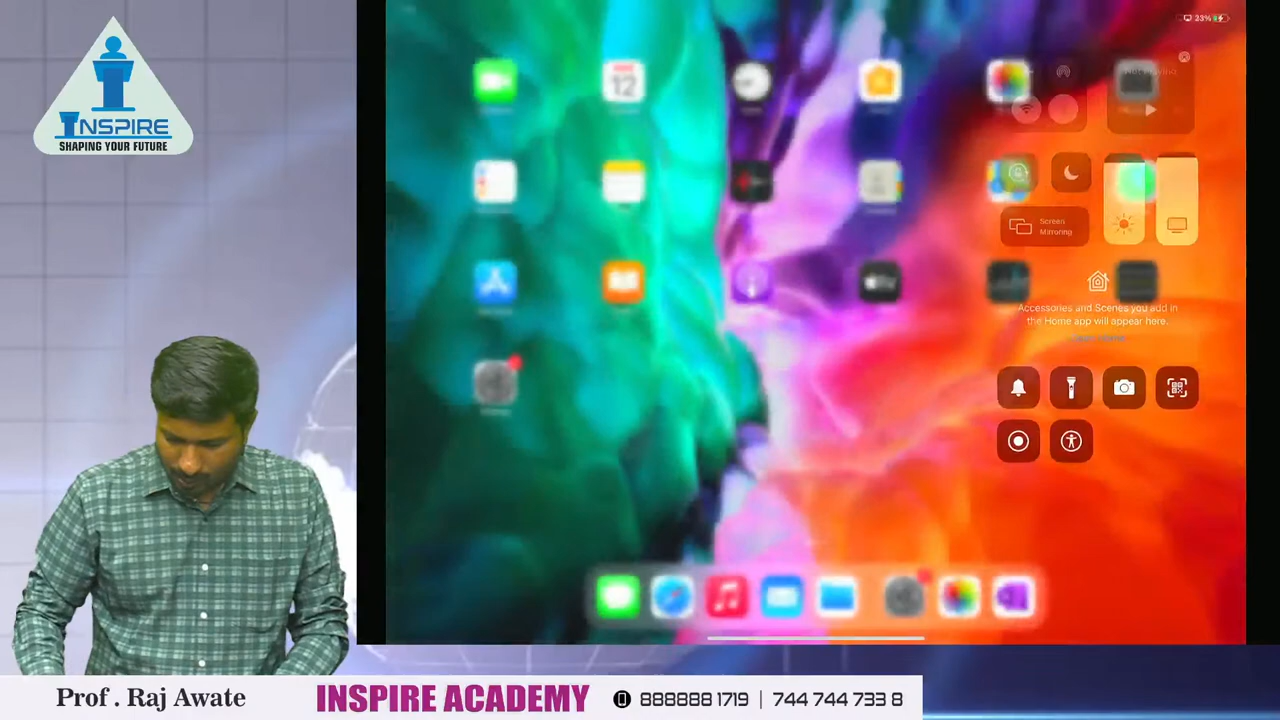 INSPIRE
SHAPING YOUR FUTURE
23%
12
Screen
Mirroring
Accessories and Scenes you add in
the Home app will appear here.
Prof . Raj Awate
INSPIRE ACADEMY
888888 1719 | 744 744 733 8